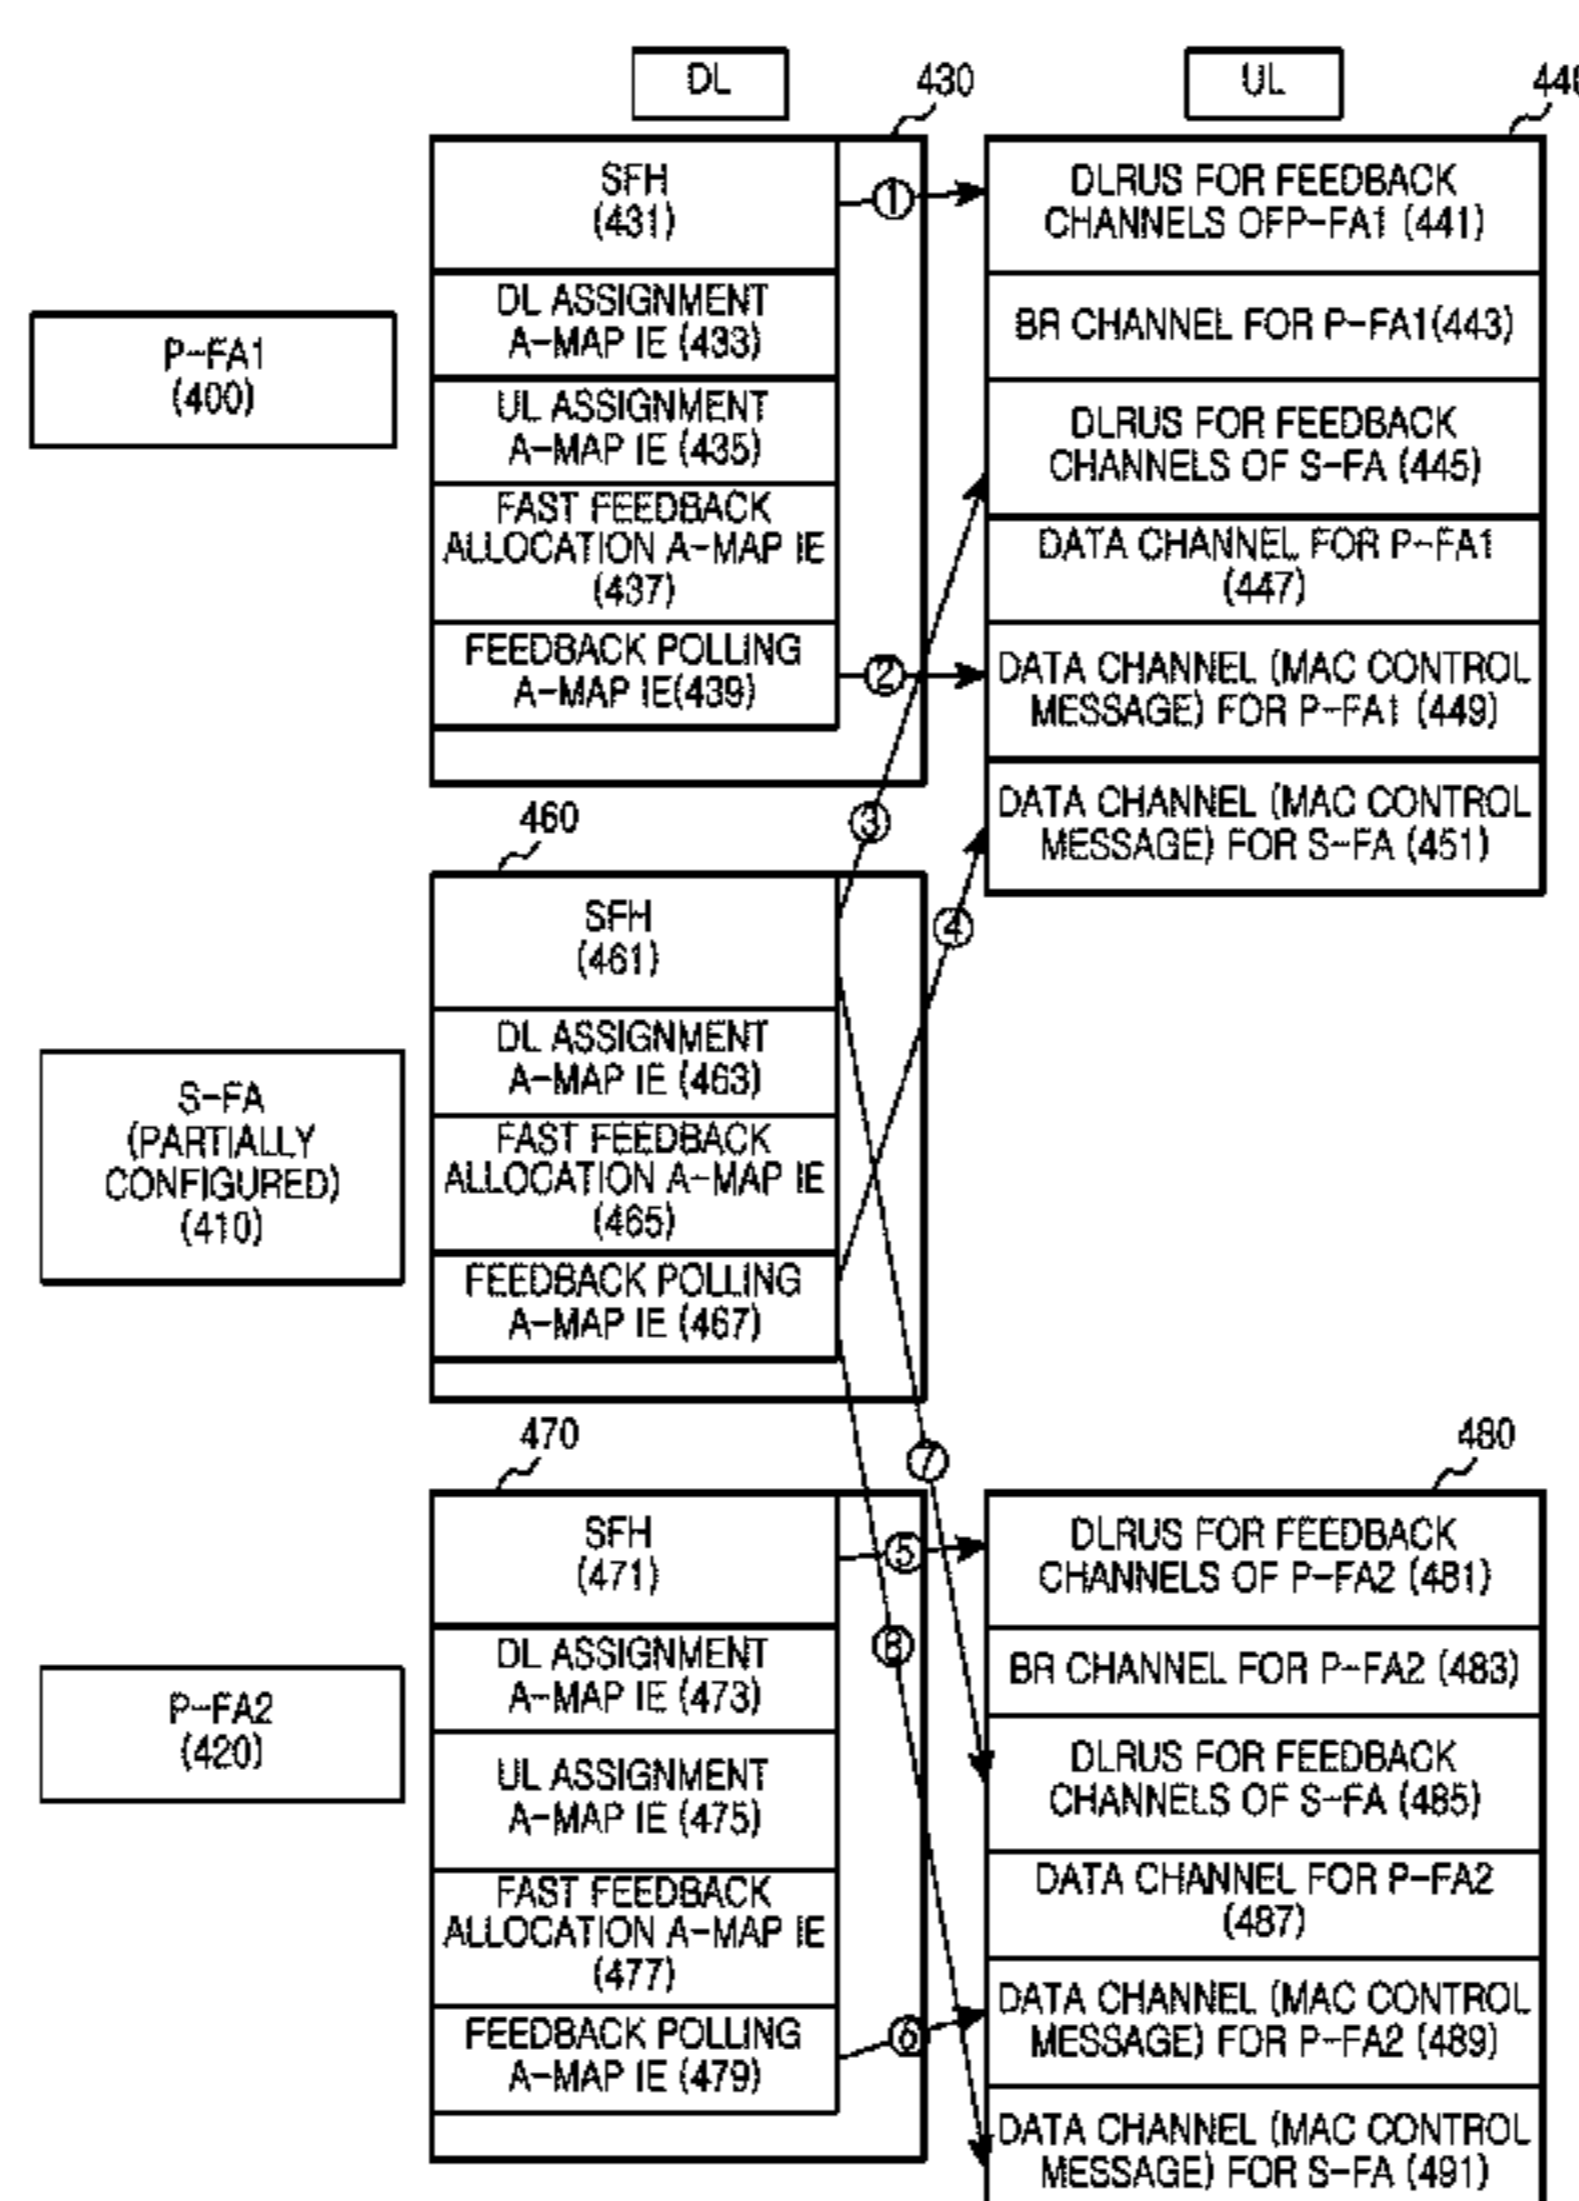 DL
UL
430
440
SFH
(431)
DL ASSIGNMENT
A-MAP IE (433)
UL ASSIGNMENT
A-MAP IE (435)
FAST FEEDBACK
ALLOCATION A-MAP IE
(437)
FEEDBACK POLLING
A-MAP IE(439)
P-FA1
(400)
①
②
③
④
DLRUS FOR FEEDBACK
CHANNELS OFP-FA1 (441)
BR CHANNEL FOR P-FA1(443)
DLRUS FOR FEEDBACK
CHANNELS OF S-FA (445)
DATA CHANNEL FOR P-FA1
(447)
DATA CHANNEL (MAC CONTROL
MESSAGE) FOR P-FA1 (449)
DATA CHANNEL (MAC CONTROL
MESSAGE) FOR S-FA (451)
460
SFH
(461)
DL ASSIGNMENT
A-MAP IE (463)
FAST FEEDBACK
ALLOCATION A-MAP IE
(465)
FEEDBACK POLLING
A-MAP IE (467)
S-FA
(PARTIALLY
CONFIGURED)
(410)
⑦
470
480
SFH
(471)
DL ASSIGNMENT
A-MAP IE (473)
UL ASSIGNMENT
A-MAP IE (475)
FAST FEEDBACK
ALLOCATION A-MAP IE
(477)
FEEDBACK POLLING
A-MAP IE (479)
P-FA2
(420)
⑤
⑧
⑥
DLRUS FOR FEEDBACK
CHANNELS OF P-FA2 (481)
BR CHANNEL FOR P-FA2 (483)
DLRUS FOR FEEDBACK
CHANNELS OF S-FA (485)
DATA CHANNEL FOR P-FA2
(487)
DATA CHANNEL (MAC CONTROL
MESSAGE) FOR P-FA2 (489)
DATA CHANNEL (MAC CONTROL
MESSAGE) FOR S-FA (491)